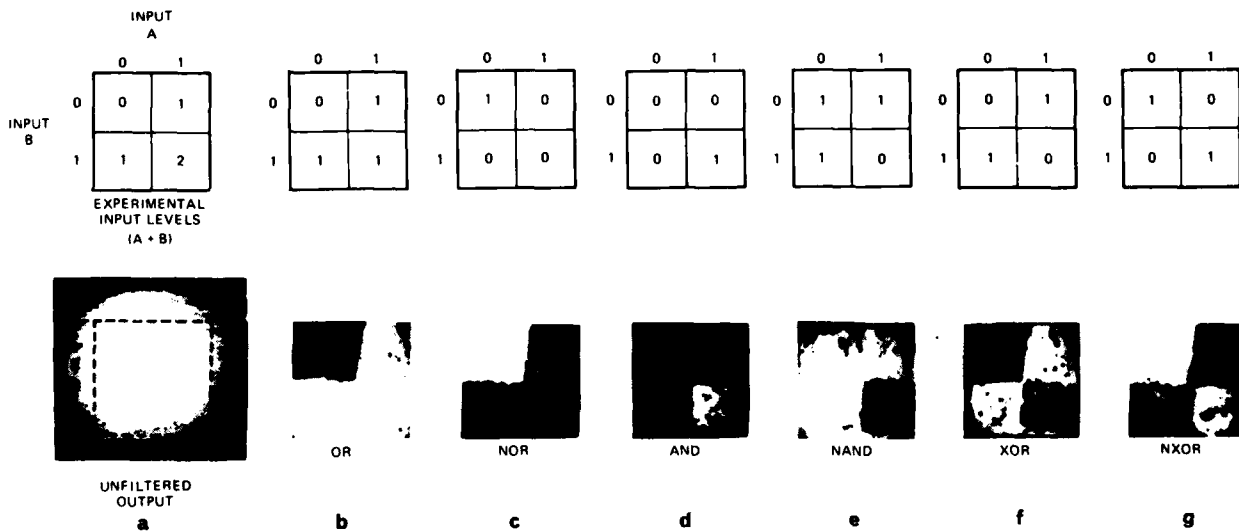 INPUT
A
0 1 0 1 0 1 0 1 0 1 0 1 0 1
0 0 1 0 0 1 0 1 0 0 0 0 0 1 1 0 0 1 0 1 0
INPUT
B
1 1 2 1 1 1 1 0 0 1 0 1 1 1 0 1 1 0 1 0 1
EXPERIMENTAL
INPUT LEVELS
(A + B)
OR NOR AND NAND XOR NXOR
UNFILTERED
OUTPUT
a b c d e f g